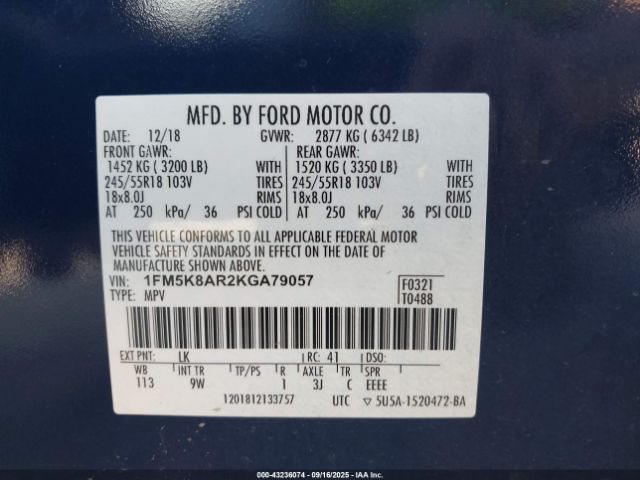 MFD. BY FORD MOTOR CO.
DATE: 12/18 GVWR: 2877 KG ( 6342 LB)
FRONT GAWR: REAR GAWR:
1452 KG ( 3200 LB) WITH 1520 KG ( 3350 LB) WITH
245/55R18 103V TIRES 245/55R18 103V TIRES
18x8.0J RIMS 18x8.0J RIMS
AT 250 kPa/ 36 PSI COLD AT 250 kPa/ 36 PSI COLD
THIS VEHICLE CONFORMS TO ALL APPLICABLE FEDERAL MOTOR
VEHICLE SAFETY STANDARDS IN EFFECT ON THE DATE OF
MANUFACTURE SHOWN ABOVE.
VIN: 1FM5K8AR2KGA79057 F0321
TYPE: MPV T0488
EXT PNT: LK RC: 41 DSO:
WB INT TR TP/PS R AXLE TR SPR
113 9W 1 3J C EEEE
1201812133757 UTC ▽ 5U5A-1520472-BA
000-43236074 - 09/16/2025 - © IAA Inc. All Rights Reserved